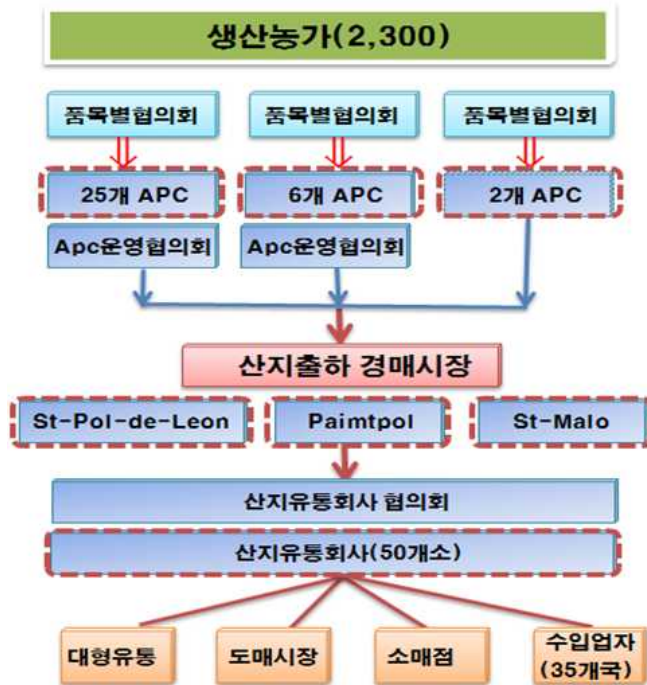 생산농가(2,300)
품목별협의회 품목별협의회 품목별협의회
25개 APC 6개 APC 2개 APC
Apc운영협의회 Apc운영협의회
산지출하 경매시장
St-Pol-de-Leon Paimtpol St-Malo
산지유통회사 협의회
산지유통회사(50개소)
대형유통 도매시장 소매점 수입업자
(35개국)